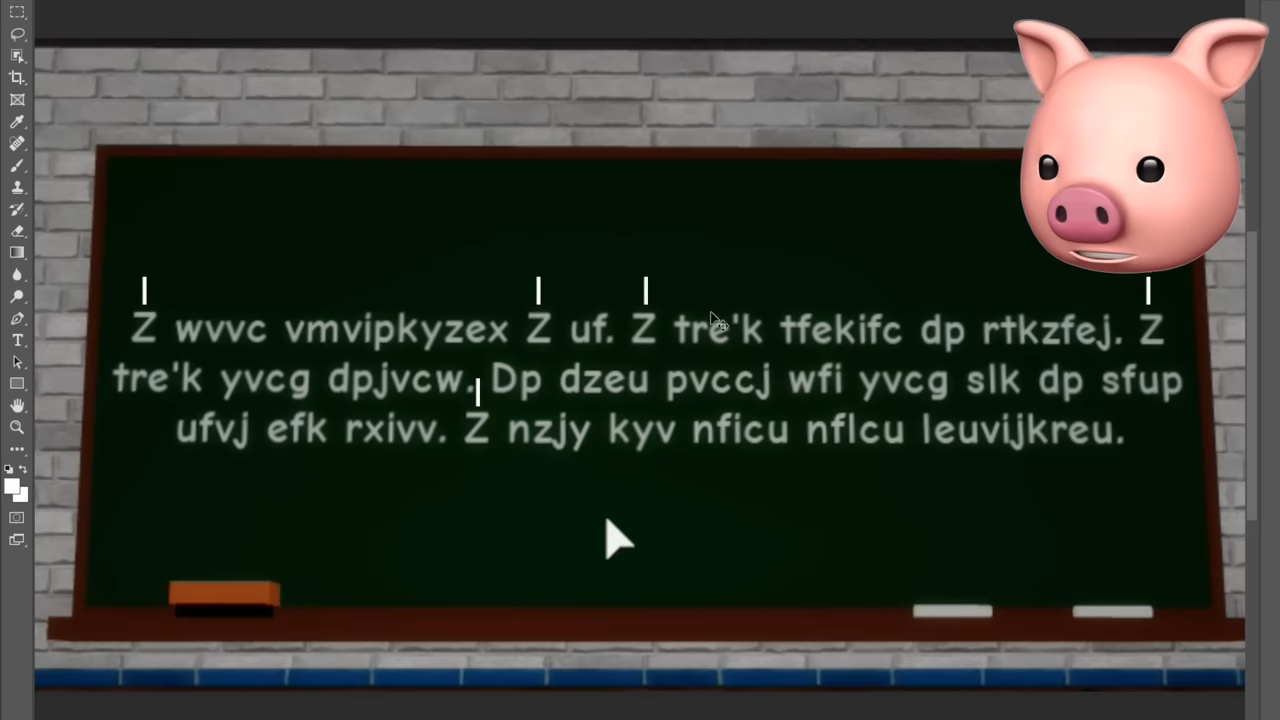 I I I I
Z wvvc vmvipkyzex Z uf. Z tre'k tfekifc dp rtkzfej. Z
I
tre'k yvcg dpjvcw. Dp dzeu pvccj wfi yvcg slk dp sfup
ufvj efk rxivv. Z nzjy kyv nficu nflcu leuvijkreu.